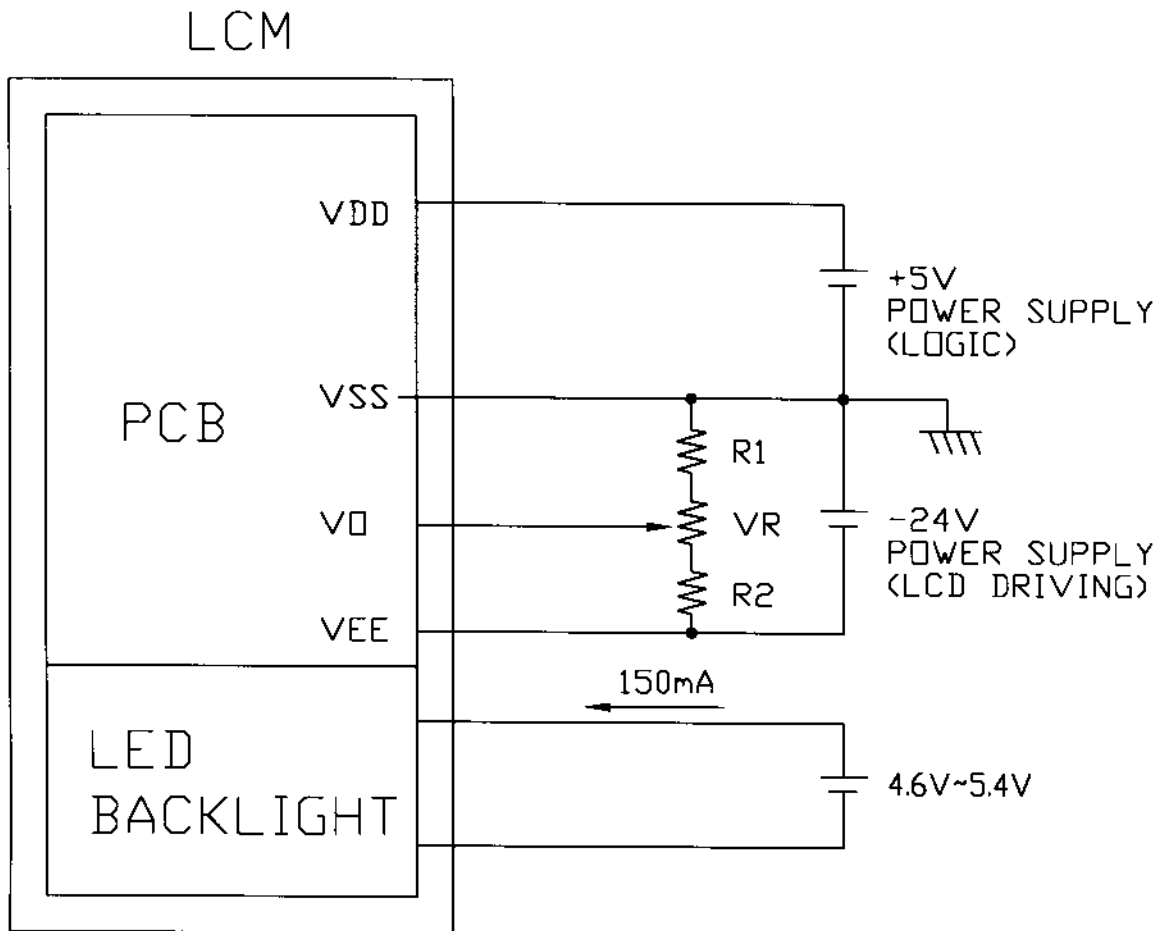 LCM
VDD
+5V
POWER SUPPLY
(LOGIC)
VSS
PCB
R1
VO
VR
-24V
POWER SUPPLY
(LCD DRIVING)
R2
VEE
150mA
LED
BACKLIGHT
4.6V~5.4V